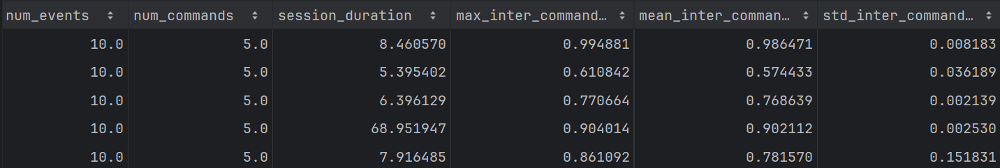 num_events num_commands session_duration max_inter_command… mean_inter_comman… std_inter_command…
10.0 5.0 8.460570 0.994881 0.986471 0.008183
10.0 5.0 5.395402 0.610842 0.574433 0.036189
10.0 5.0 6.396129 0.770664 0.768639 0.002139
10.0 5.0 68.951947 0.904014 0.902112 0.002530
10.0 5.0 7.916485 0.861092 0.781570 0.151831